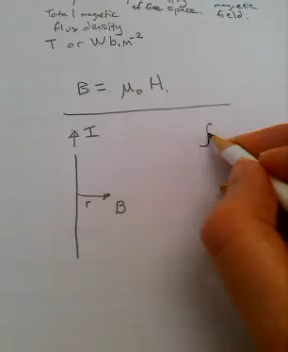 Total magnetic of free space. magnetic
flux density field.
T or Wb.m⁻²
B = μ₀ H.
I
r
B
∫